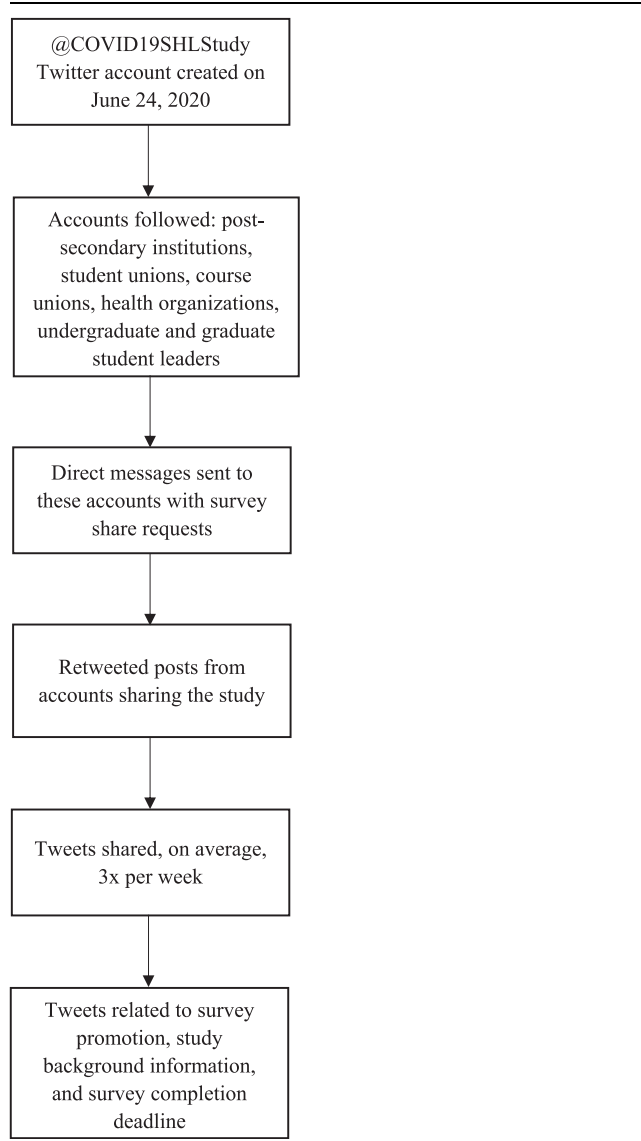 @COVID19SHLStudy
Twitter account created on
June 24, 2020
Accounts followed: post-
secondary institutions,
student unions, course
unions, health organizations,
undergraduate and graduate
student leaders
Direct messages sent to
these accounts with survey
share requests
Retweeted posts from
accounts sharing the study
Tweets shared, on average,
3x per week
Tweets related to survey
promotion, study
background information,
and survey completion
deadline